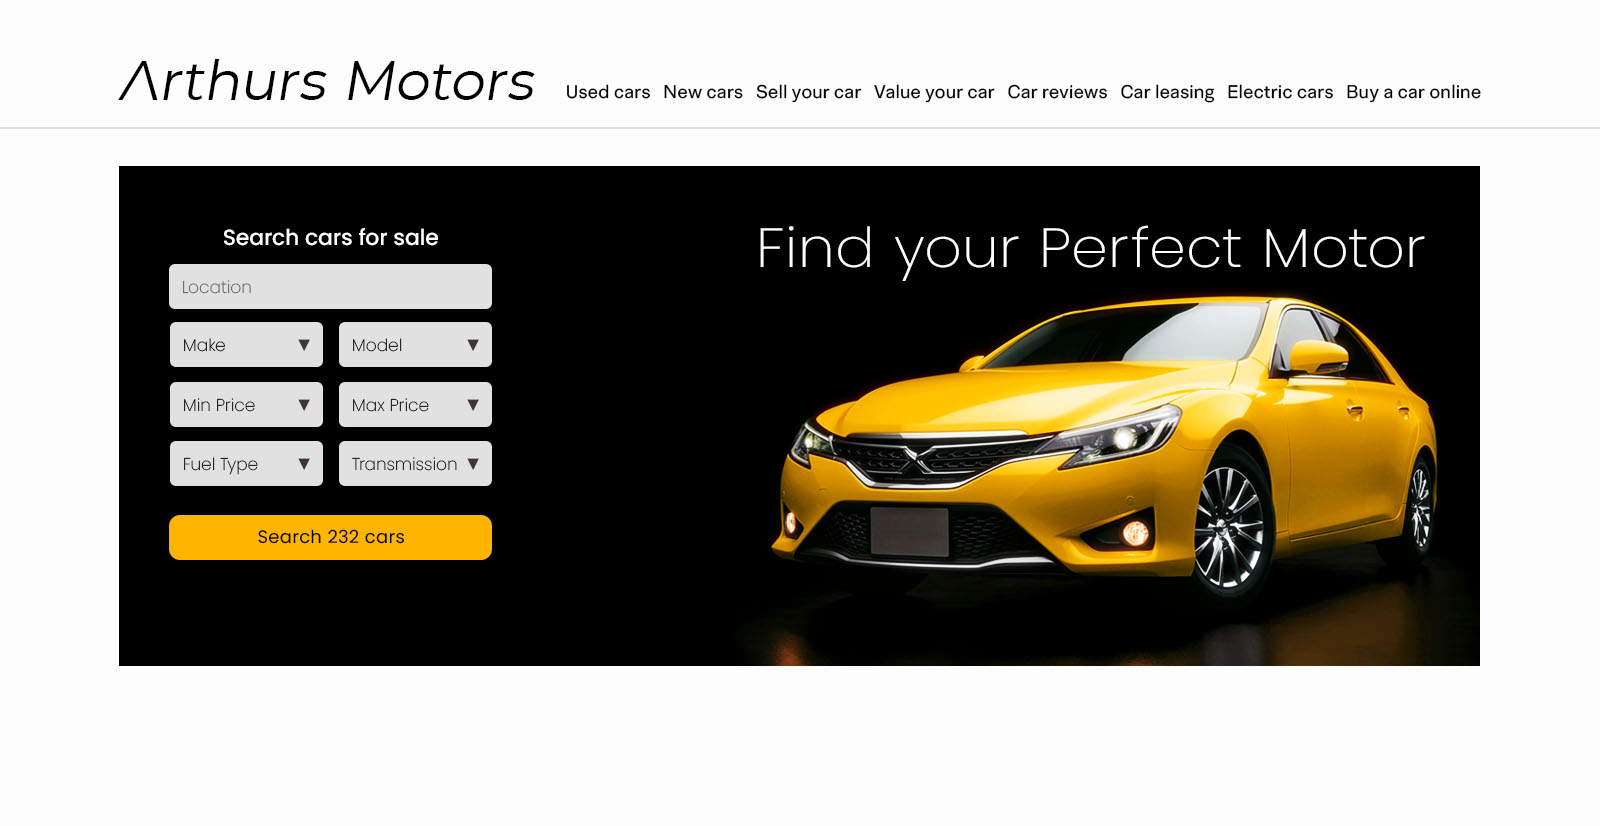 Arthurs Motors
Used cars New cars Sell your car Value your car Car reviews Car leasing Electric cars Buy a car online
Find your Perfect Motor
Search cars for sale
Location
Make ▼ Model ▼
Min Price ▼ Max Price ▼
Fuel Type ▼ Transmission ▼
Search 232 cars